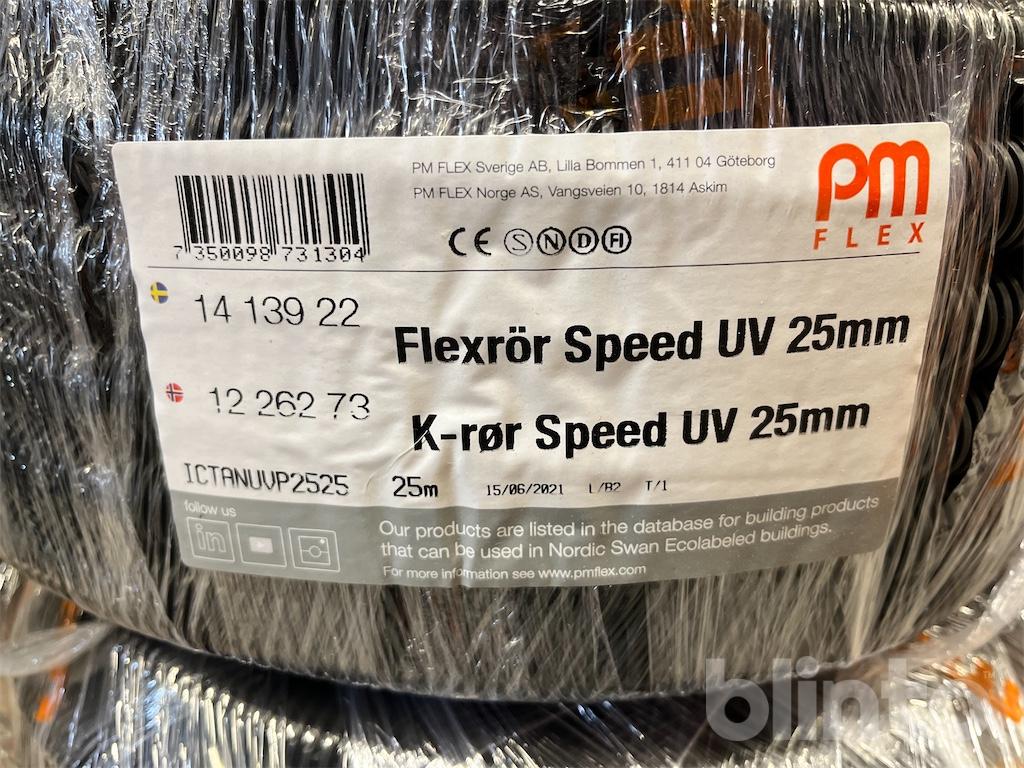 PM FLEX Sverige AB, Lilla Bommen 1, 411 04 Göteborg
PM FLEX Norge AS, Vangsveien 10, 1814 Askim
PM
FLEX
7 350098 731304
CE S N D FI
14 139 22
Flexrör Speed UV 25mm
12 262 73
K-rør Speed UV 25mm
ICTANUVP2525 25m 15/06/2021 L/B2 T/1
follow us
in
Our products are listed in the database for building products
that can be used in Nordic Swan Ecolabeled buildings.
For more information see www.pmflex.com
blinto